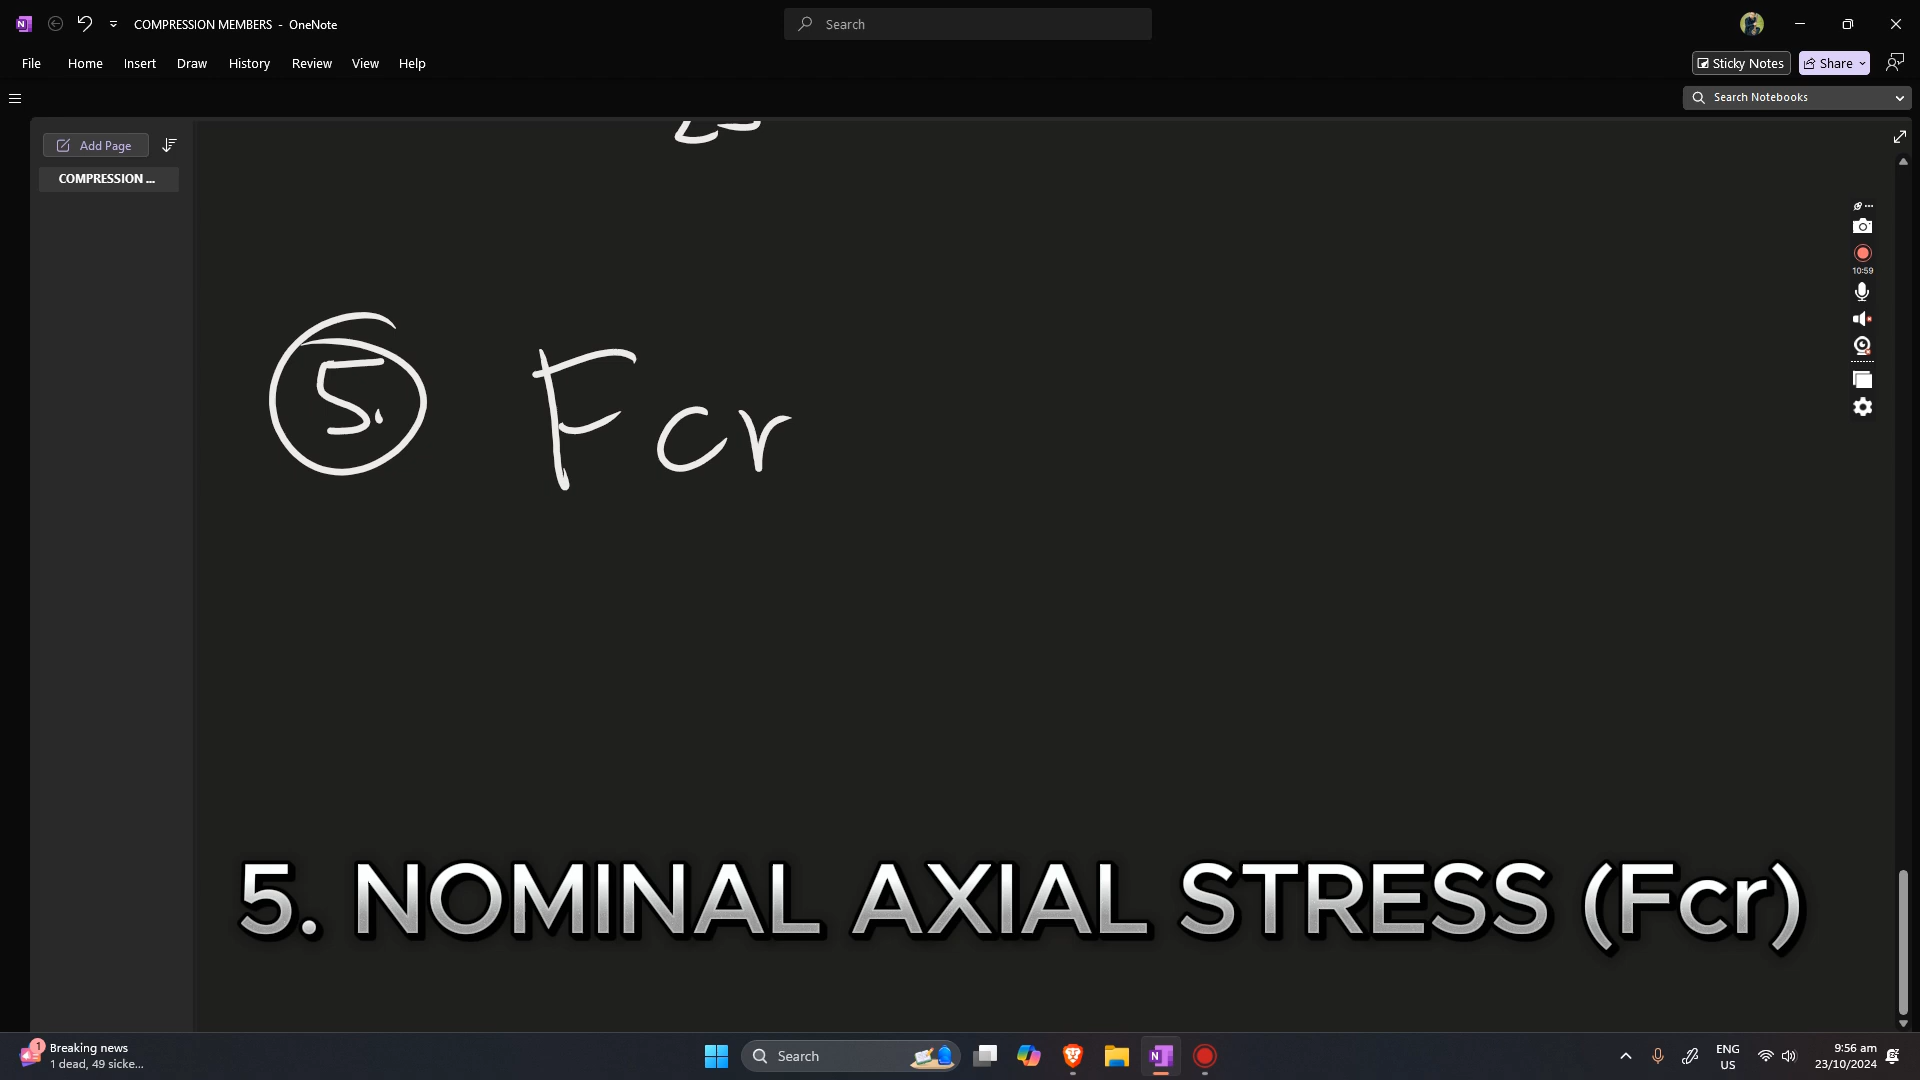 COMPRESSION MEMBERS - OneNote
Search
File Home Insert Draw History Review View Help
Sticky Notes
Share
Search Notebooks
Add Page
COMPRESSION ...
10:59
5. Fcr
5. NOMINAL AXIAL STRESS (Fcr)
1
Breaking news
1 dead, 49 sicke...
Search
ENG
US
9:56 am
23/10/2024